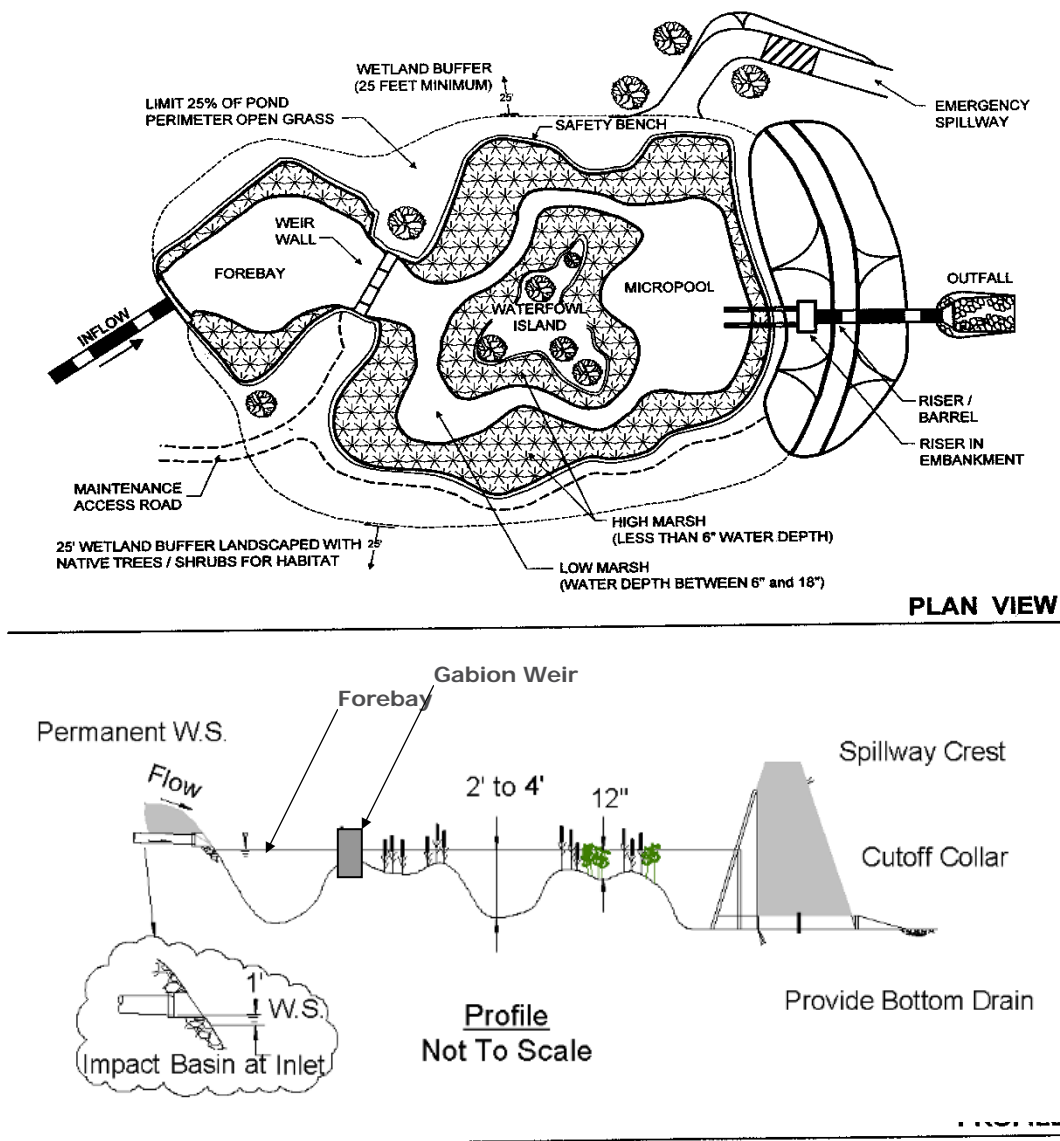 WETLAND BUFFER
(25 FEET MINIMUM)
25'
LIMIT 25% OF POND
PERIMETER OPEN GRASS
SAFETY BENCH
EMERGENCY
SPILLWAY
WEIR
WALL
FOREBAY
MICROPOOL
WATERFOWL
ISLAND
OUTFALL
INFLOW
RISER /
BARREL
RISER IN
EMBANKMENT
MAINTENANCE
ACCESS ROAD
HIGH MARSH
(LESS THAN 6" WATER DEPTH)
25' WETLAND BUFFER LANDSCAPED WITH
NATIVE TREES / SHRUBS FOR HABITAT
25'
LOW MARSH
(WATER DEPTH BETWEEN 6" and 18")
PLAN VIEW
Gabion Weir
Forebay
Permanent W.S.
Spillway Crest
Flow
2' to 4'
12"
Cutoff Collar
1'
W.S.
Impact Basin at Inlet
Profile
Not To Scale
Provide Bottom Drain